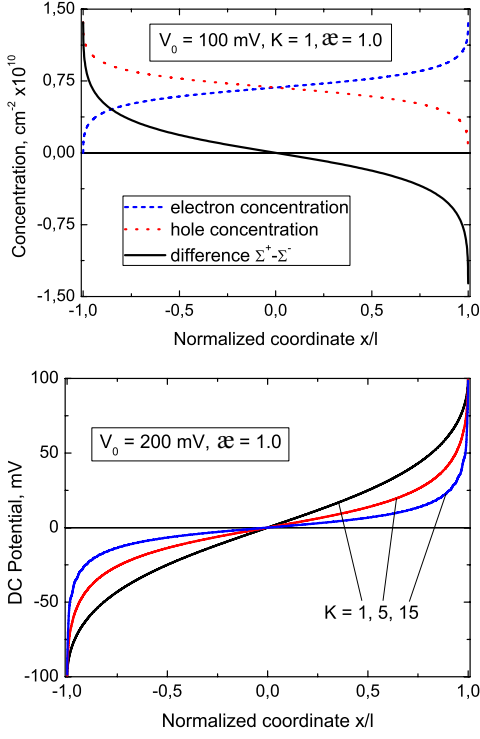 1,50
0,75
0,00
-0,75
-1,50
Concentration, cm⁻² x10¹⁰
V₀ = 100 mV, K = 1, æ = 1.0
electron concentration
hole concentration
difference Σ⁺-Σ⁻
-1,0 -0,5 0,0 0,5 1,0
Normalized coordinate x/l
100
50
0
-50
-100
DC Potential, mV
V₀ = 200 mV, æ = 1.0
K = 1, 5, 15
-1,0 -0,5 0,0 0,5 1,0
Normalized coordinate x/l